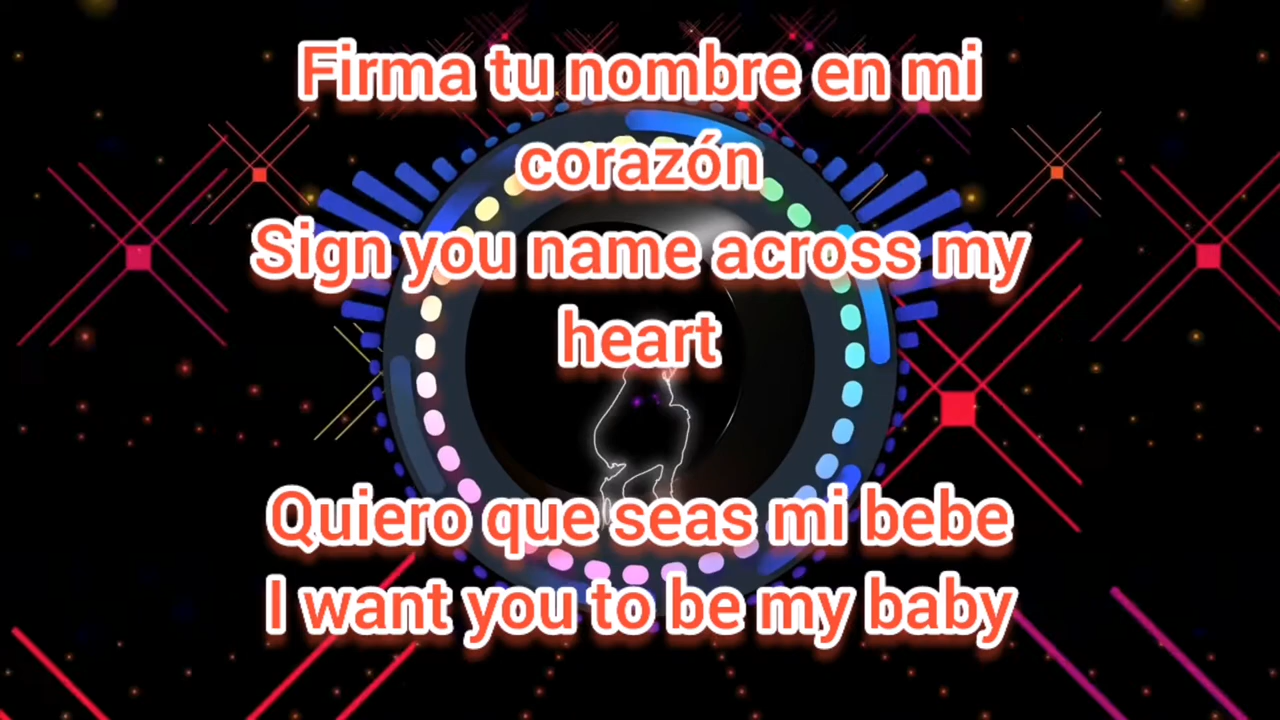 Firma tu nombre en mi
corazón
Sign you name across my
heart
Quiero que seas mi bebe
I want you to be my baby